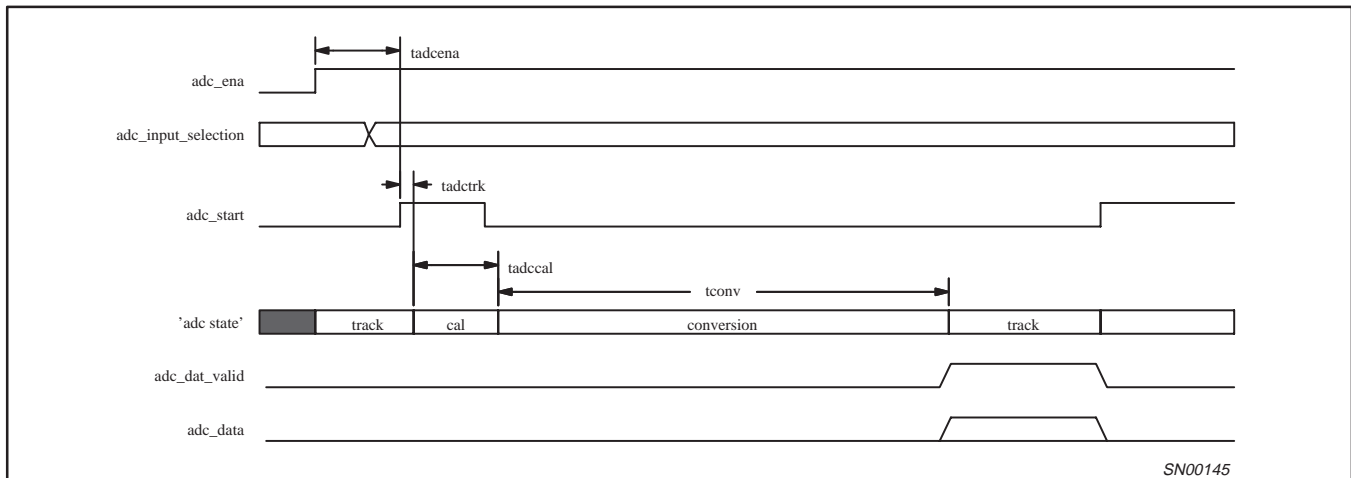 tadcena
adc_ena
adc_input_selection
tadctrk
adc_start
tadccal
tconv
'adc state' track cal conversion track
adc_dat_valid
adc_data
SN00145